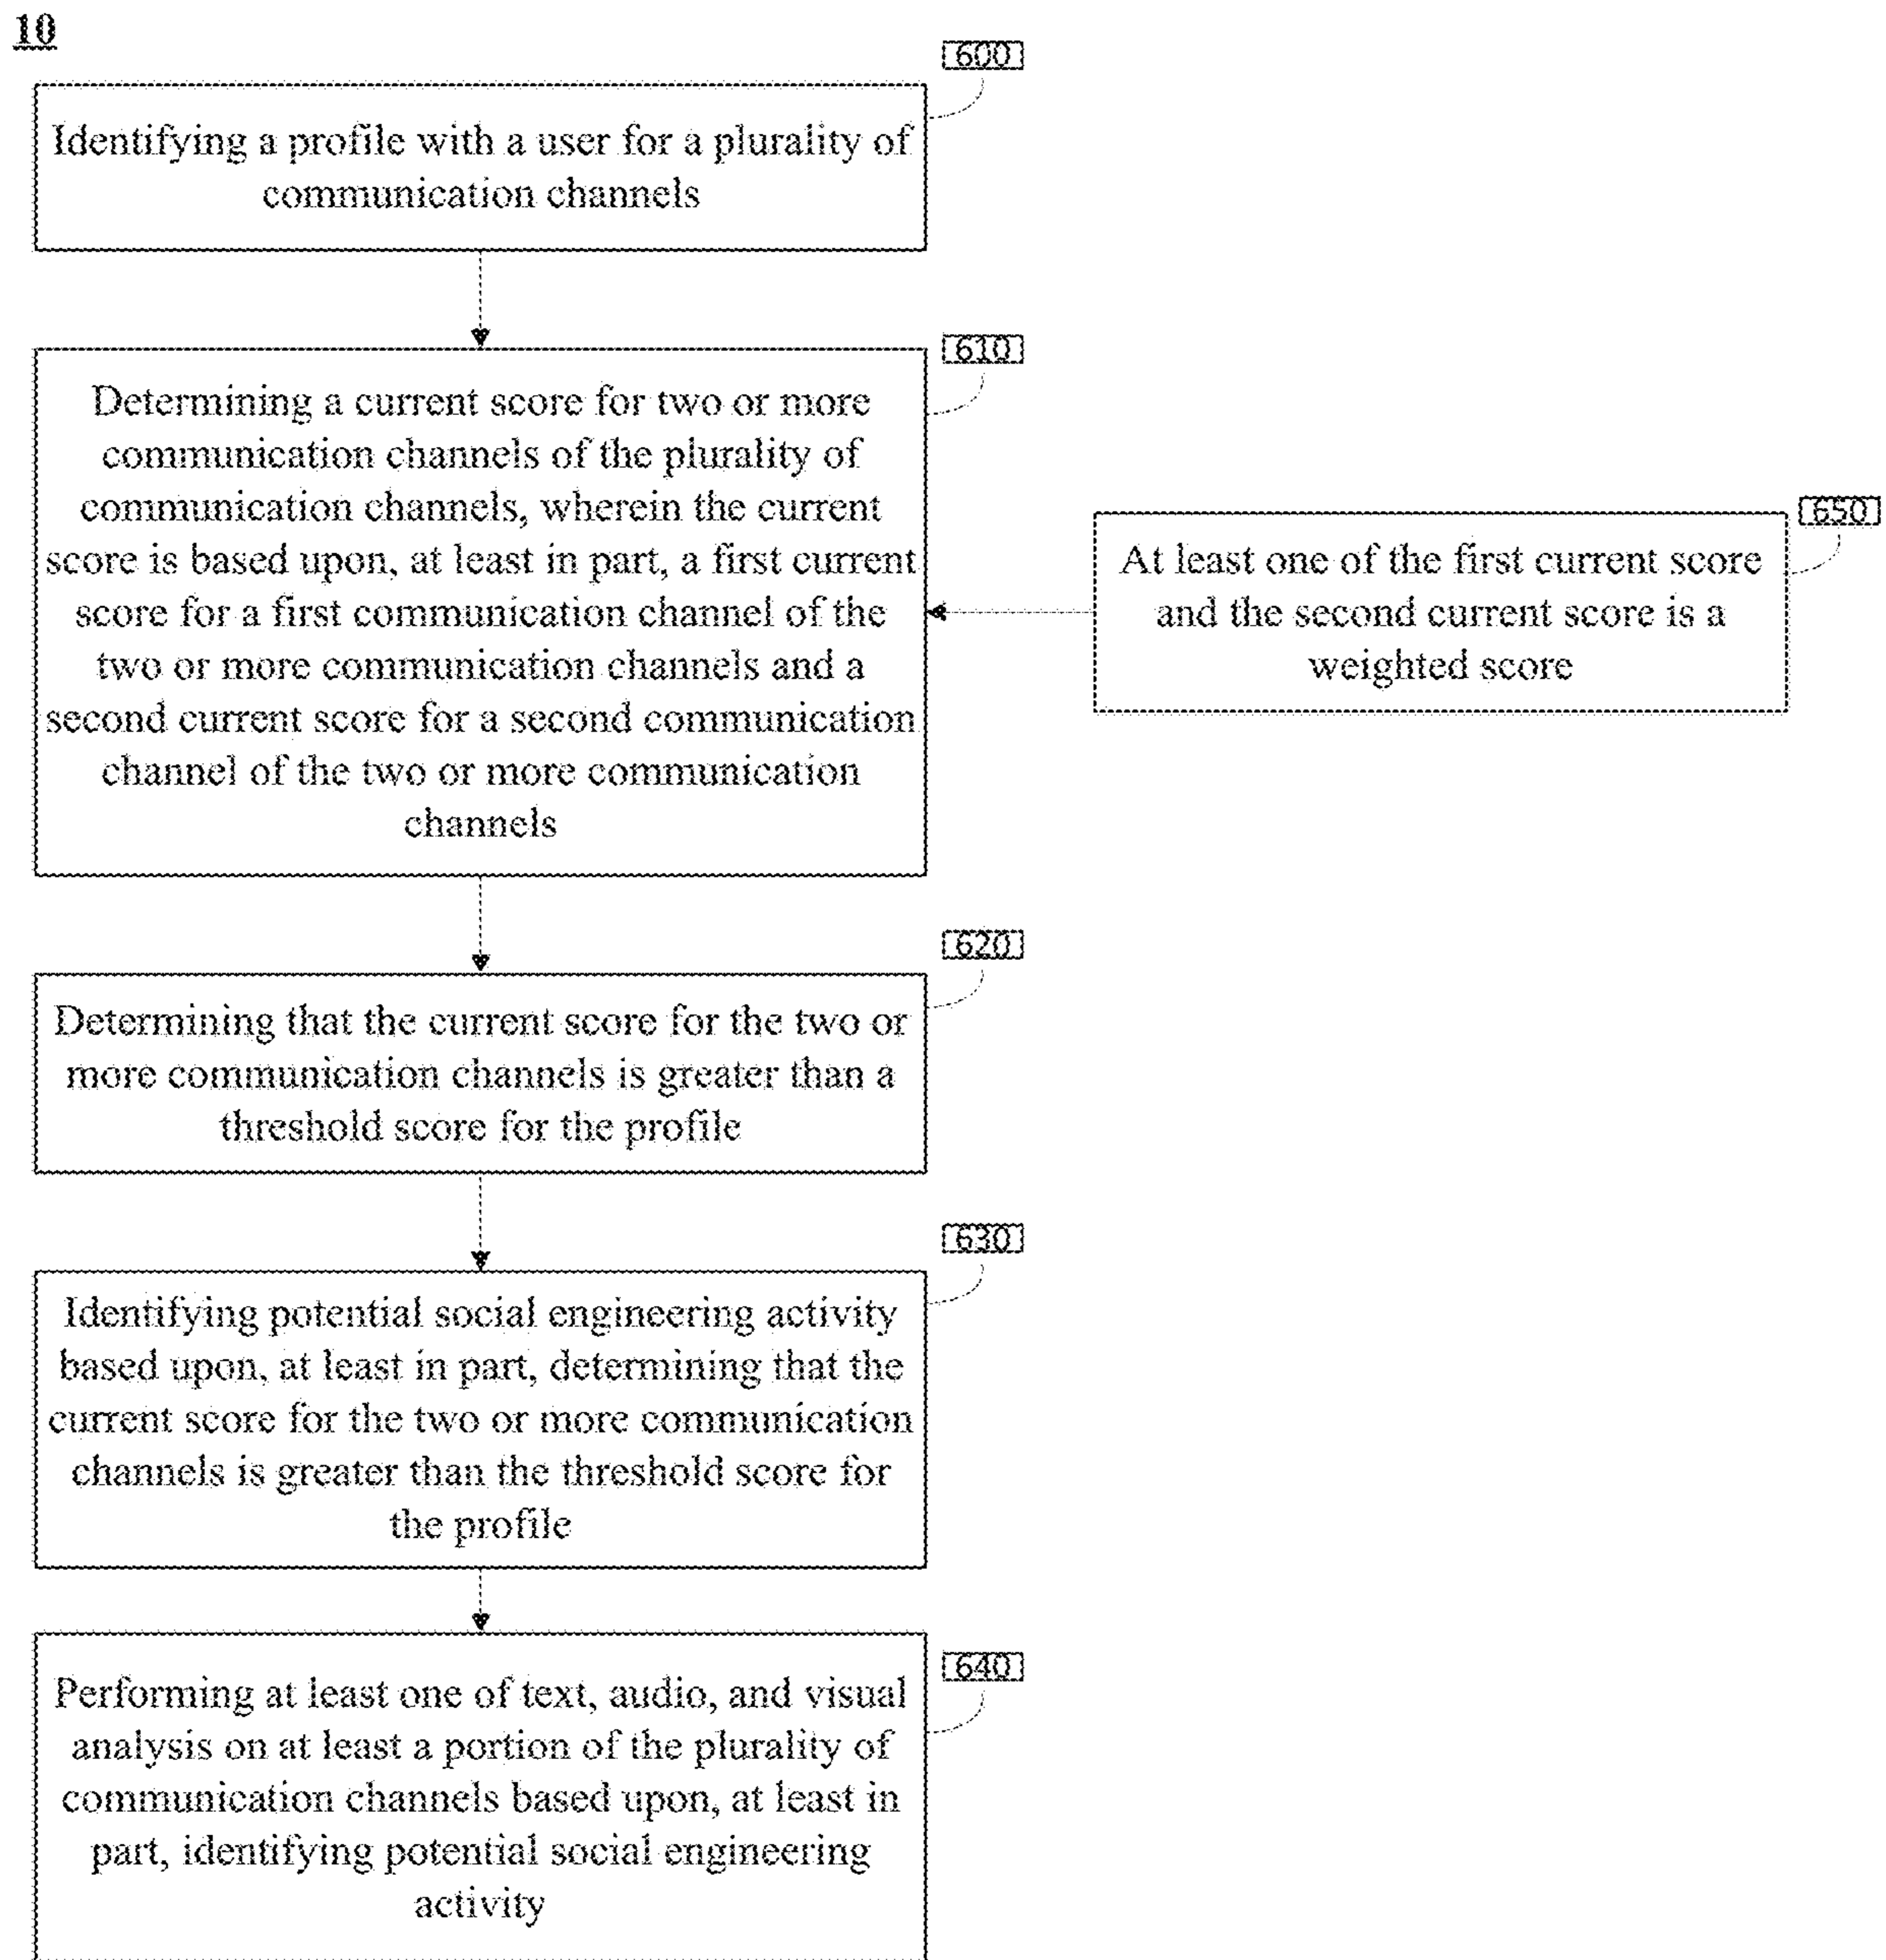 10
600
Identifying a profile with a user for a plurality of
communication channels
610
Determining a current score for two or more
communication channels of the plurality of
communication channels, wherein the current
score is based upon, at least in part, a first current
score for a first communication channel of the
two or more communication channels and a
second current score for a second communication
channel of the two or more communication
channels
650
At least one of the first current score
and the second current score is a
weighted score
620
Determining that the current score for the two or
more communication channels is greater than a
threshold score for the profile
630
Identifying potential social engineering activity
based upon, at least in part, determining that the
current score for the two or more communication
channels is greater than the threshold score for
the profile
640
Performing at least one of text, audio, and visual
analysis on at least a portion of the plurality of
communication channels based upon, at least in
part, identifying potential social engineering
activity